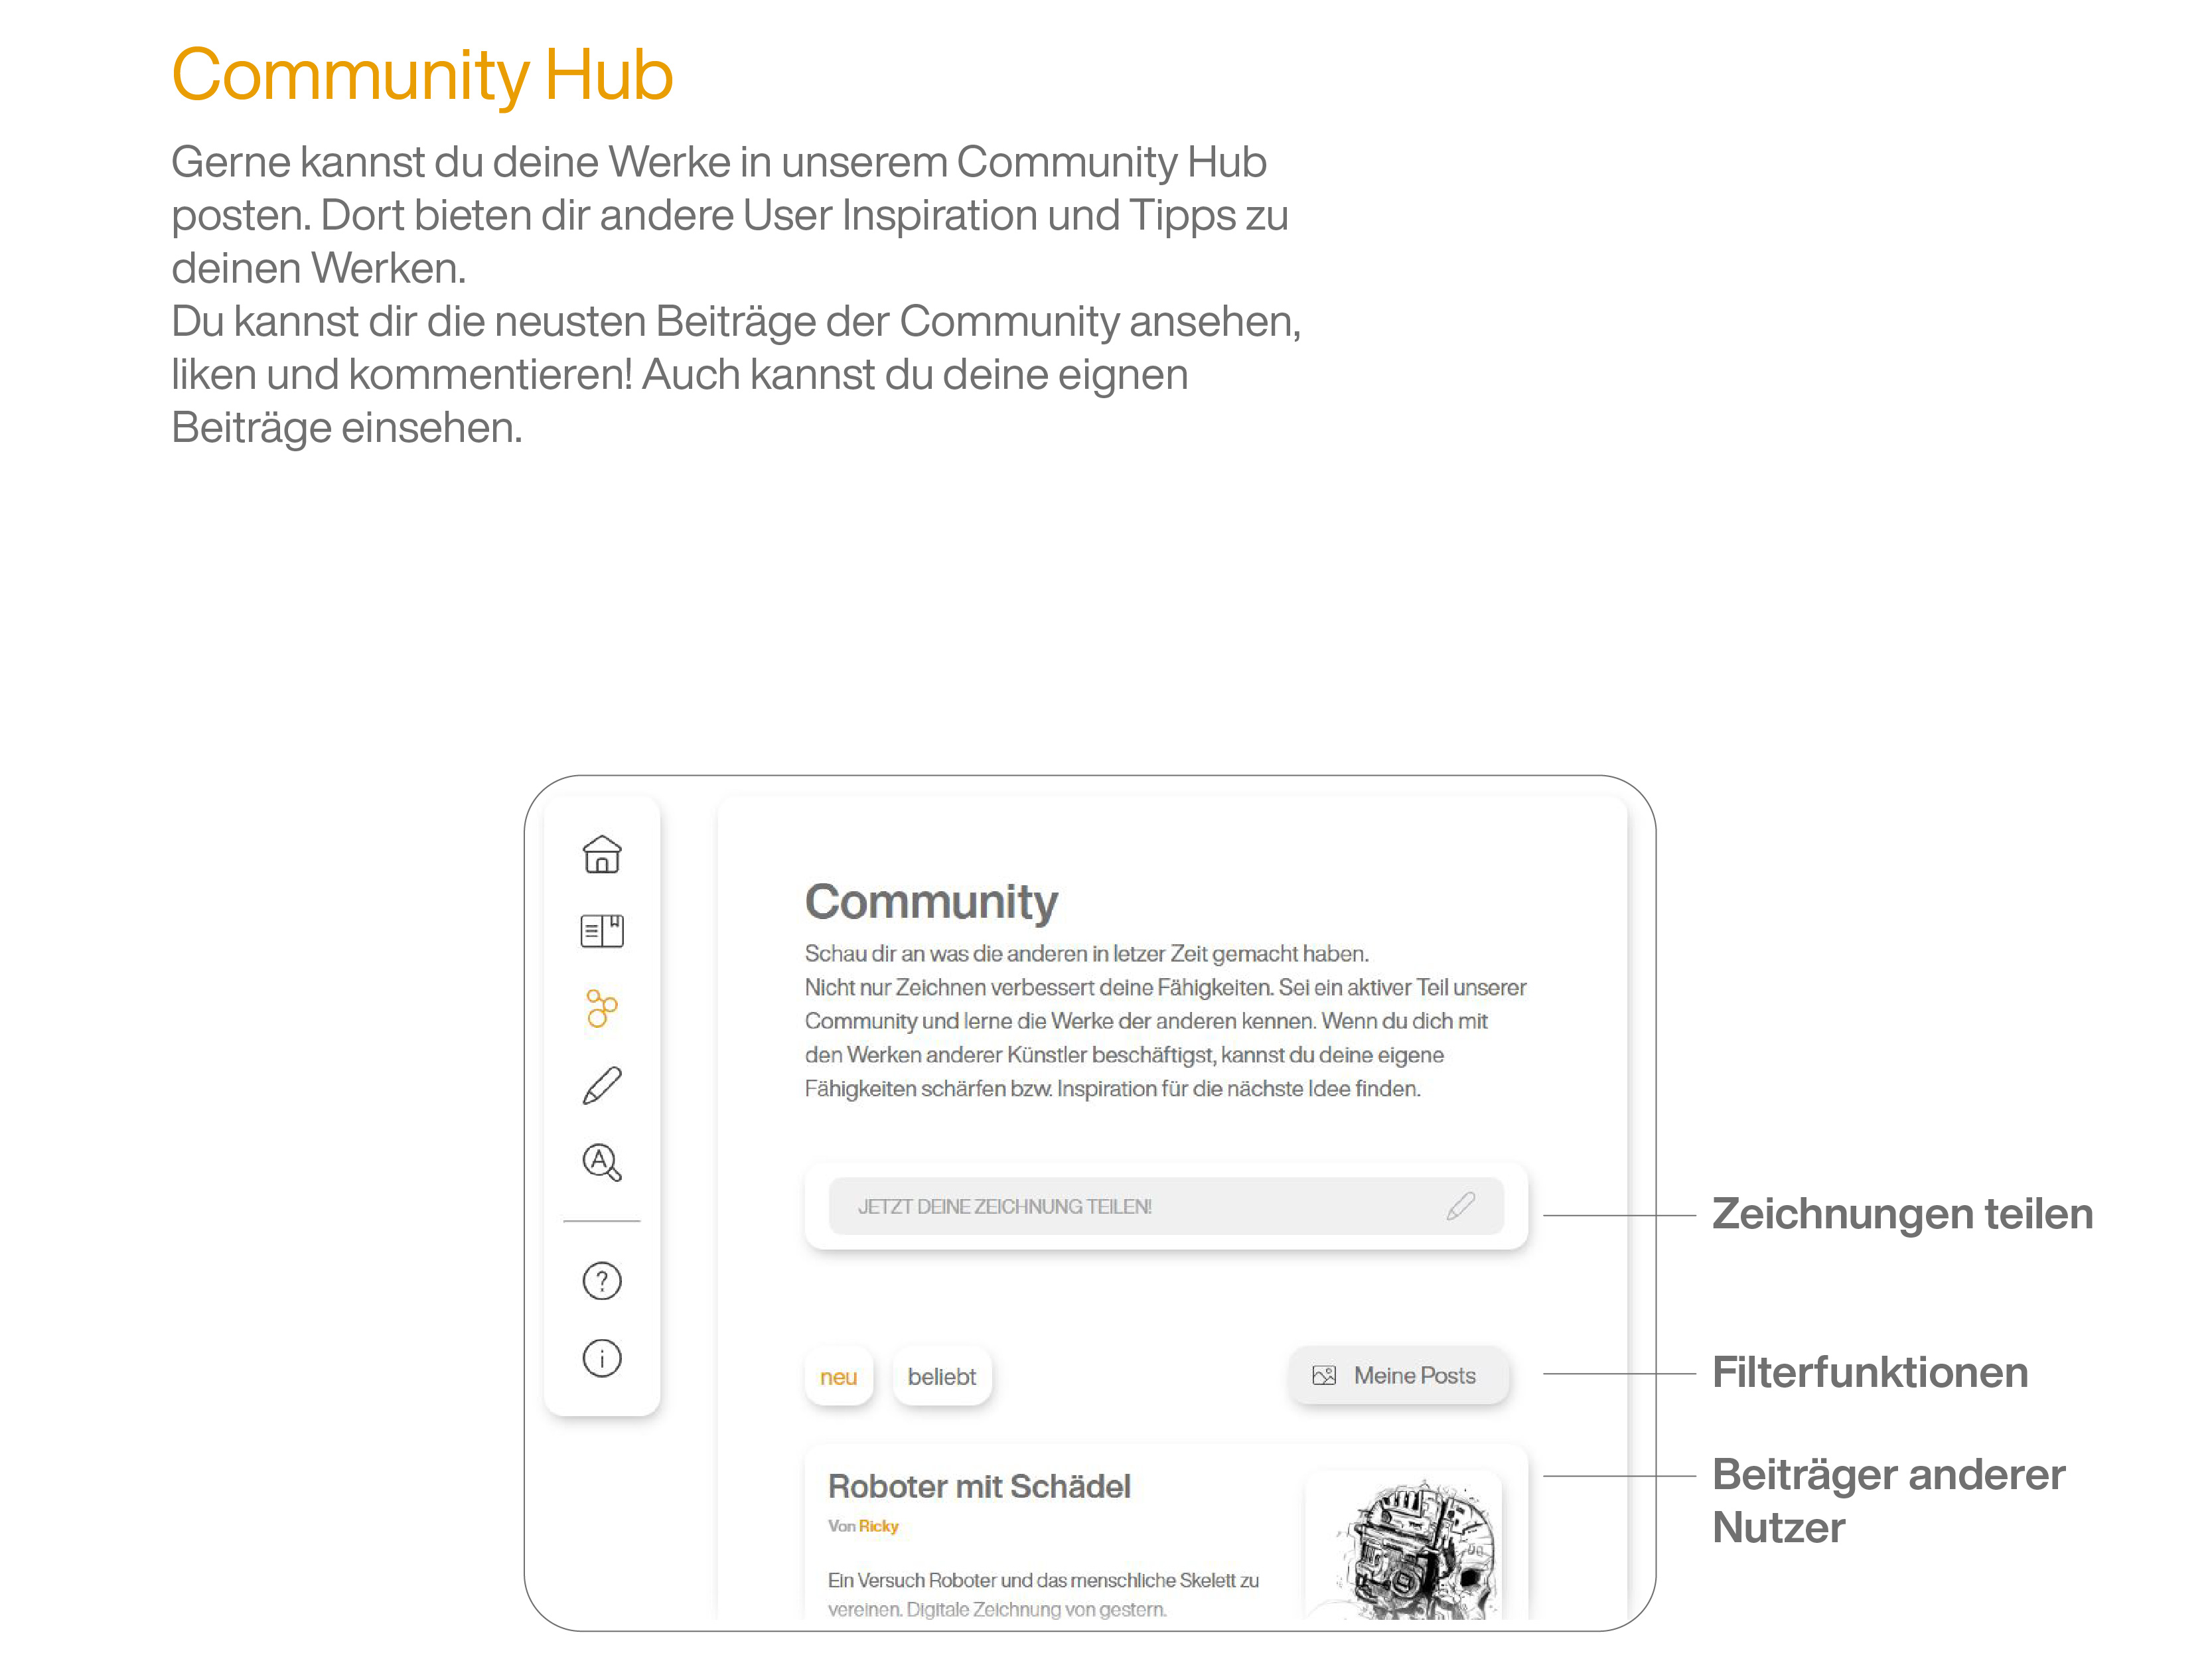 Community Hub
Gerne kannst du deine Werke in unserem Community Hub
posten. Dort bieten dir andere User Inspiration und Tipps zu
deinen Werken.
Du kannst dir die neusten Beiträge der Community ansehen,
liken und kommentieren! Auch kannst du deine eignen
Beiträge einsehen.
Community
Schau dir an was die anderen in letzer Zeit gemacht haben.
Nicht nur Zeichnen verbessert deine Fähigkeiten. Sei ein aktiver Teil unserer
Community und lerne die Werke der anderen kennen. Wenn du dich mit
den Werken anderer Künstler beschäftigst, kannst du deine eigene
Fähigkeiten schärfen bzw. Inspiration für die nächste Idee finden.
JETZT DEINE ZEICHNUNG TEILEN!
Zeichnungen teilen
neu beliebt Meine Posts
Filterfunktionen
Roboter mit Schädel
Von Ricky
Ein Versuch Roboter und das menschliche Skelett zu
vereinen. Digitale Zeichnung von gestern.
Beiträger anderer
Nutzer